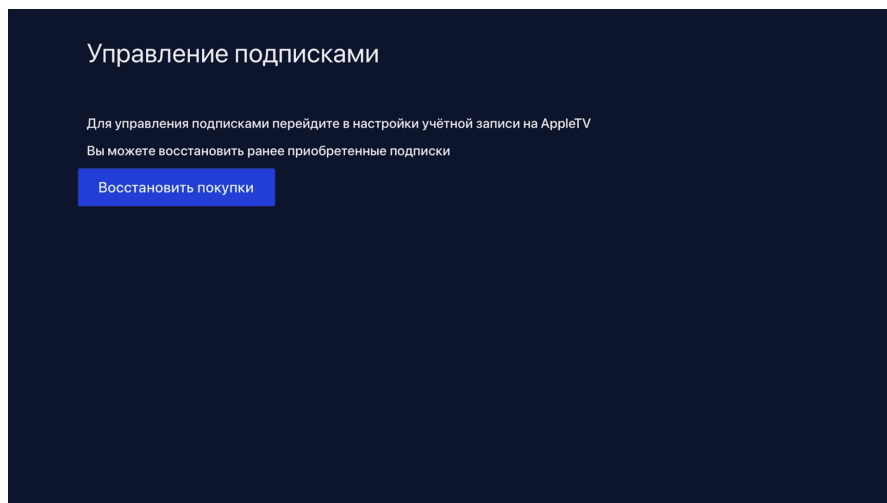 Управление подписками
Для управления подписками перейдите в настройки учётной записи на AppleTV
Вы можете восстановить ранее приобретенные подписки
Восстановить покупки